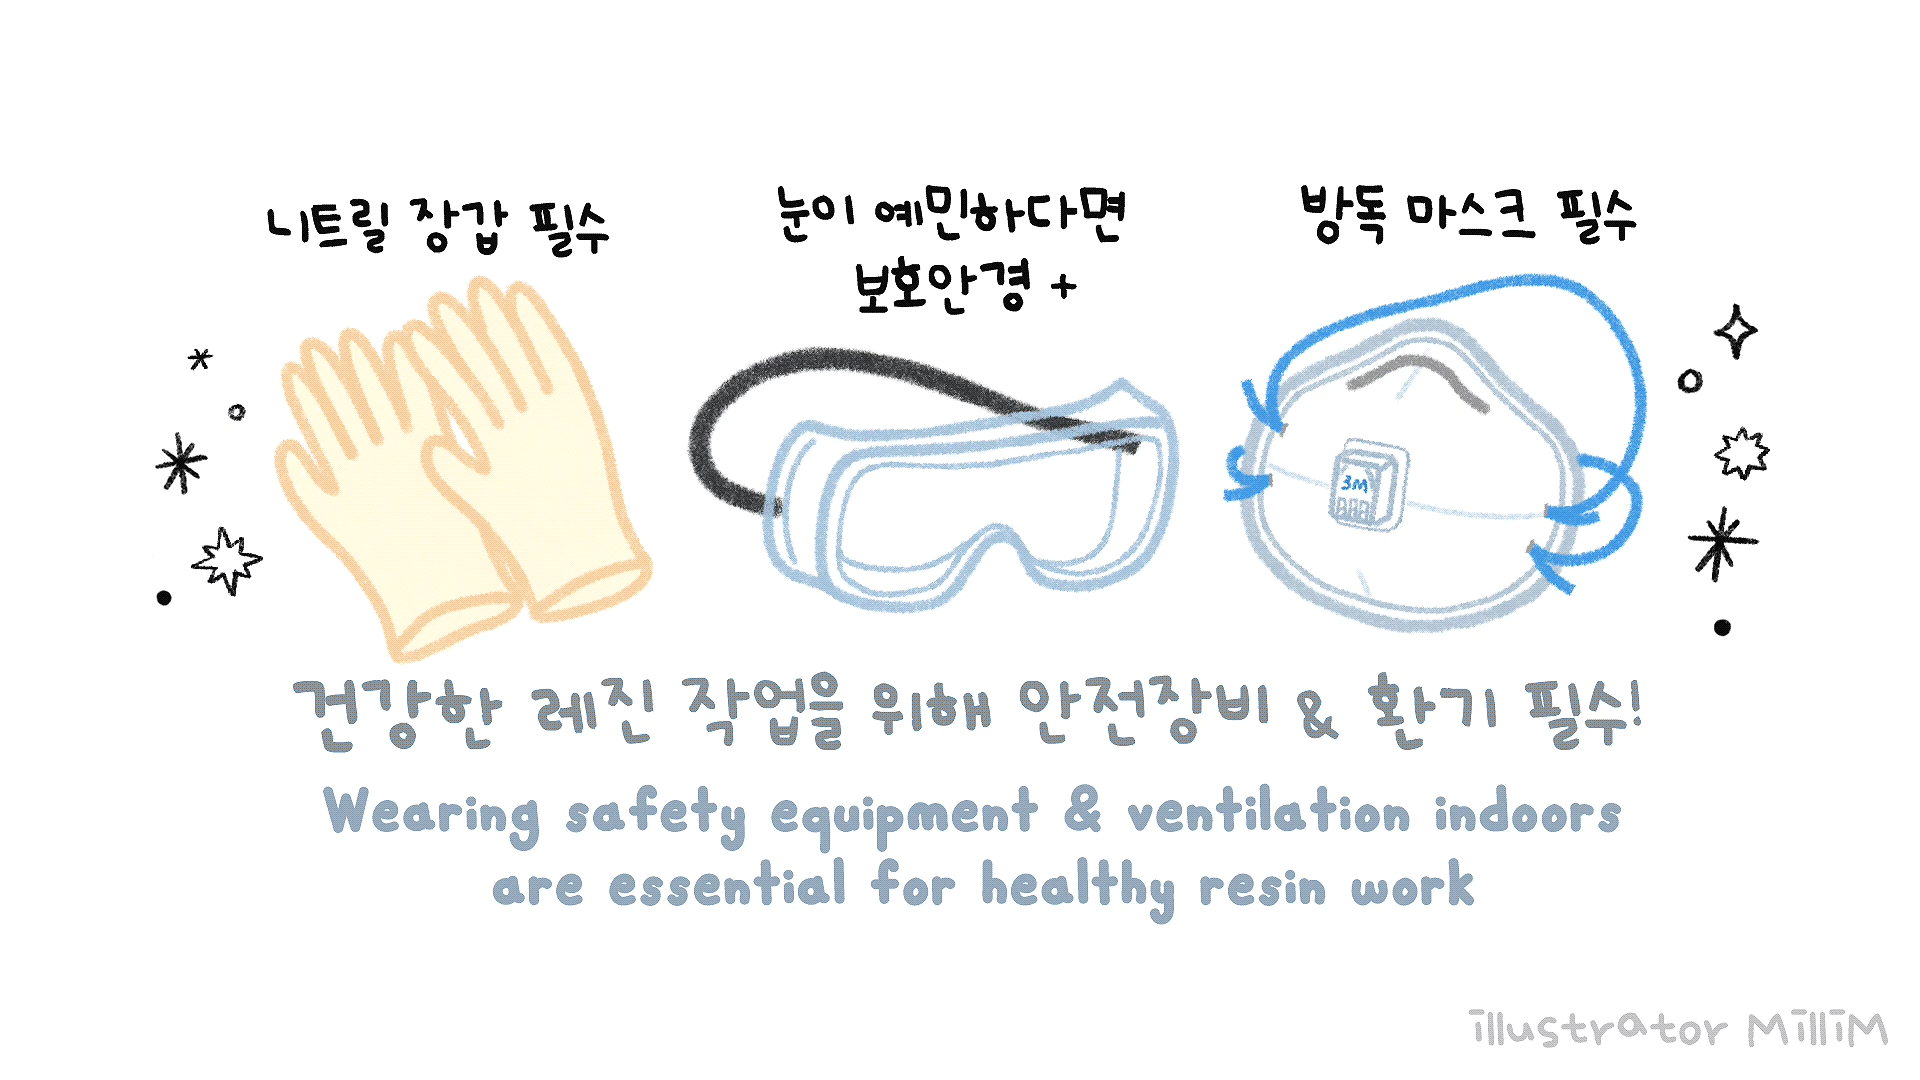 니트릴 장갑 필수
눈이 예민하다면
보호안경 +
방독 마스크 필수
3M
건강한 레진 작업을 위해 안전장비 & 환기 필수!
Wearing safety equipment & ventilation indoors
are essential for healthy resin work
illustrator MilliM